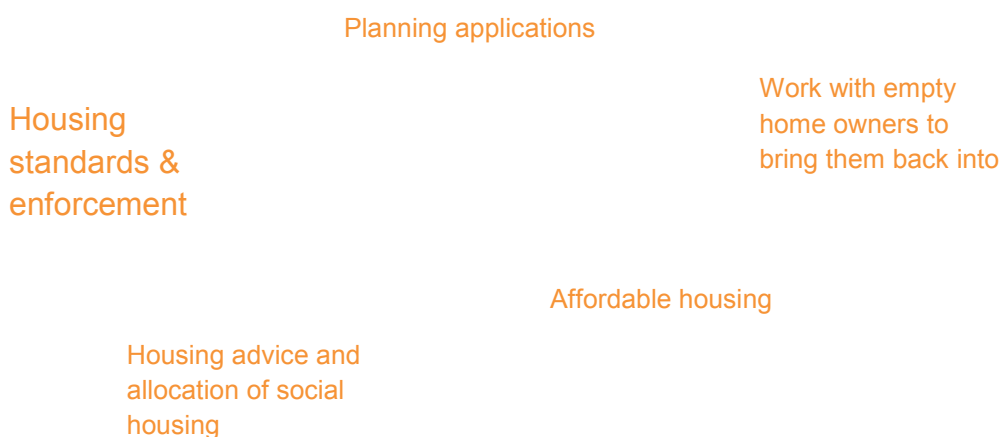 Planning applications
Work with empty
home owners to
bring them back into
Housing
standards &
enforcement
Affordable housing
Housing advice and
allocation of social
housing